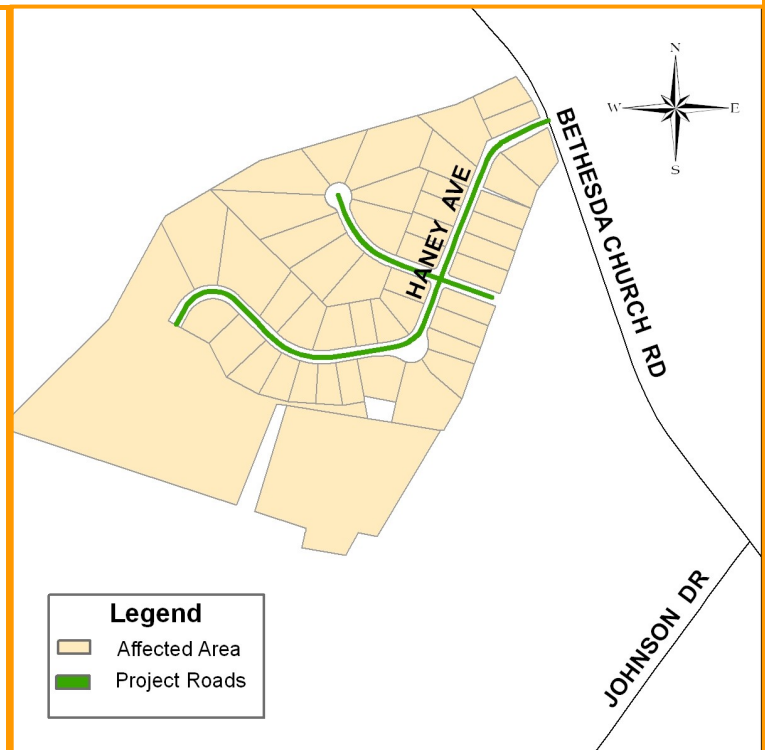 N
W E
S
BETHESDA CHURCH RD
HANEY AVE
JOHNSON DR
Legend
Affected Area
Project Roads